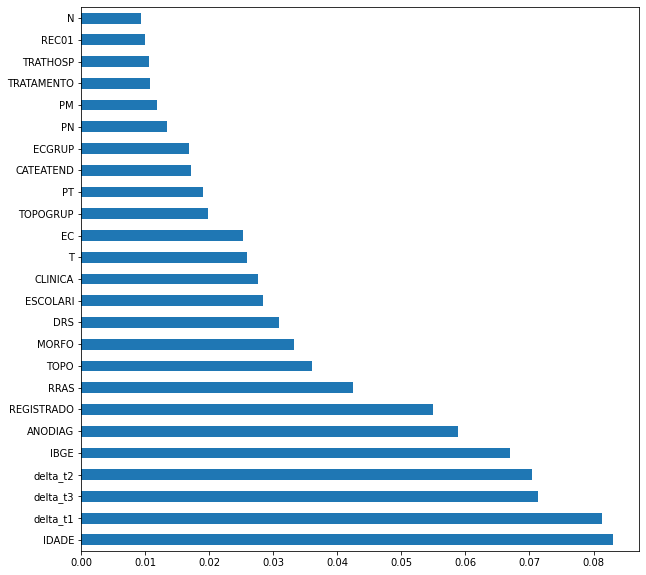 N
REC01
TRATHOSP
TRATAMENTO
PM
PN
ECGRUP
CATEATEND
PT
TOPOGRUP
EC
T
CLINICA
ESCOLARI
DRS
MORFO
TOPO
RRAS
REGISTRADO
ANODIAG
IBGE
delta_t2
delta_t3
delta_t1
IDADE
0.00 0.01 0.02 0.03 0.04 0.05 0.06 0.07 0.08